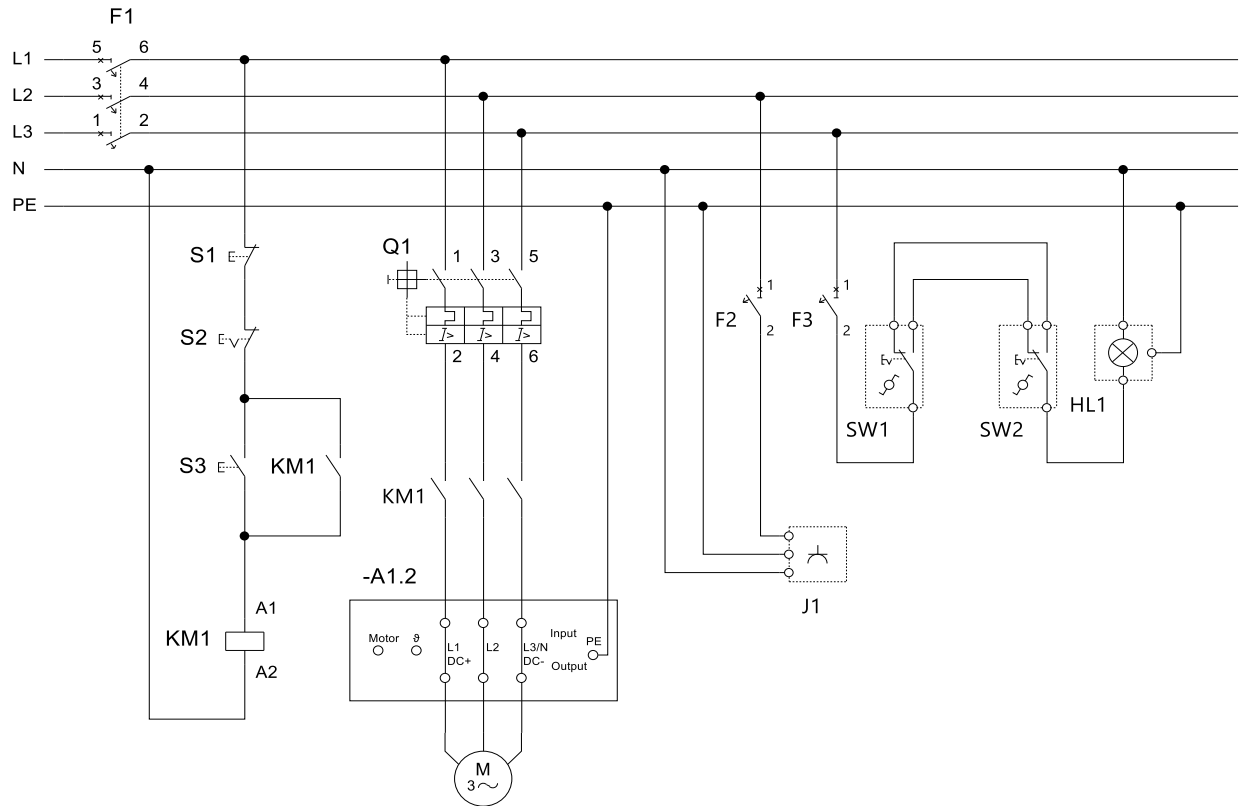 F1
L1 5 6
L2 3 4
L3 1 2
N
PE
S1
Q1 1 3 5
S2
F2 1 2
F3 1 2
2 4 6
SW1
SW2
HL1
S3
KM1
KM1
-A1.2
J1
KM1 A1
A2
Motor ϑ
L1
DC+
L2
L3/N
DC-
Input
Output
PE
M
3~